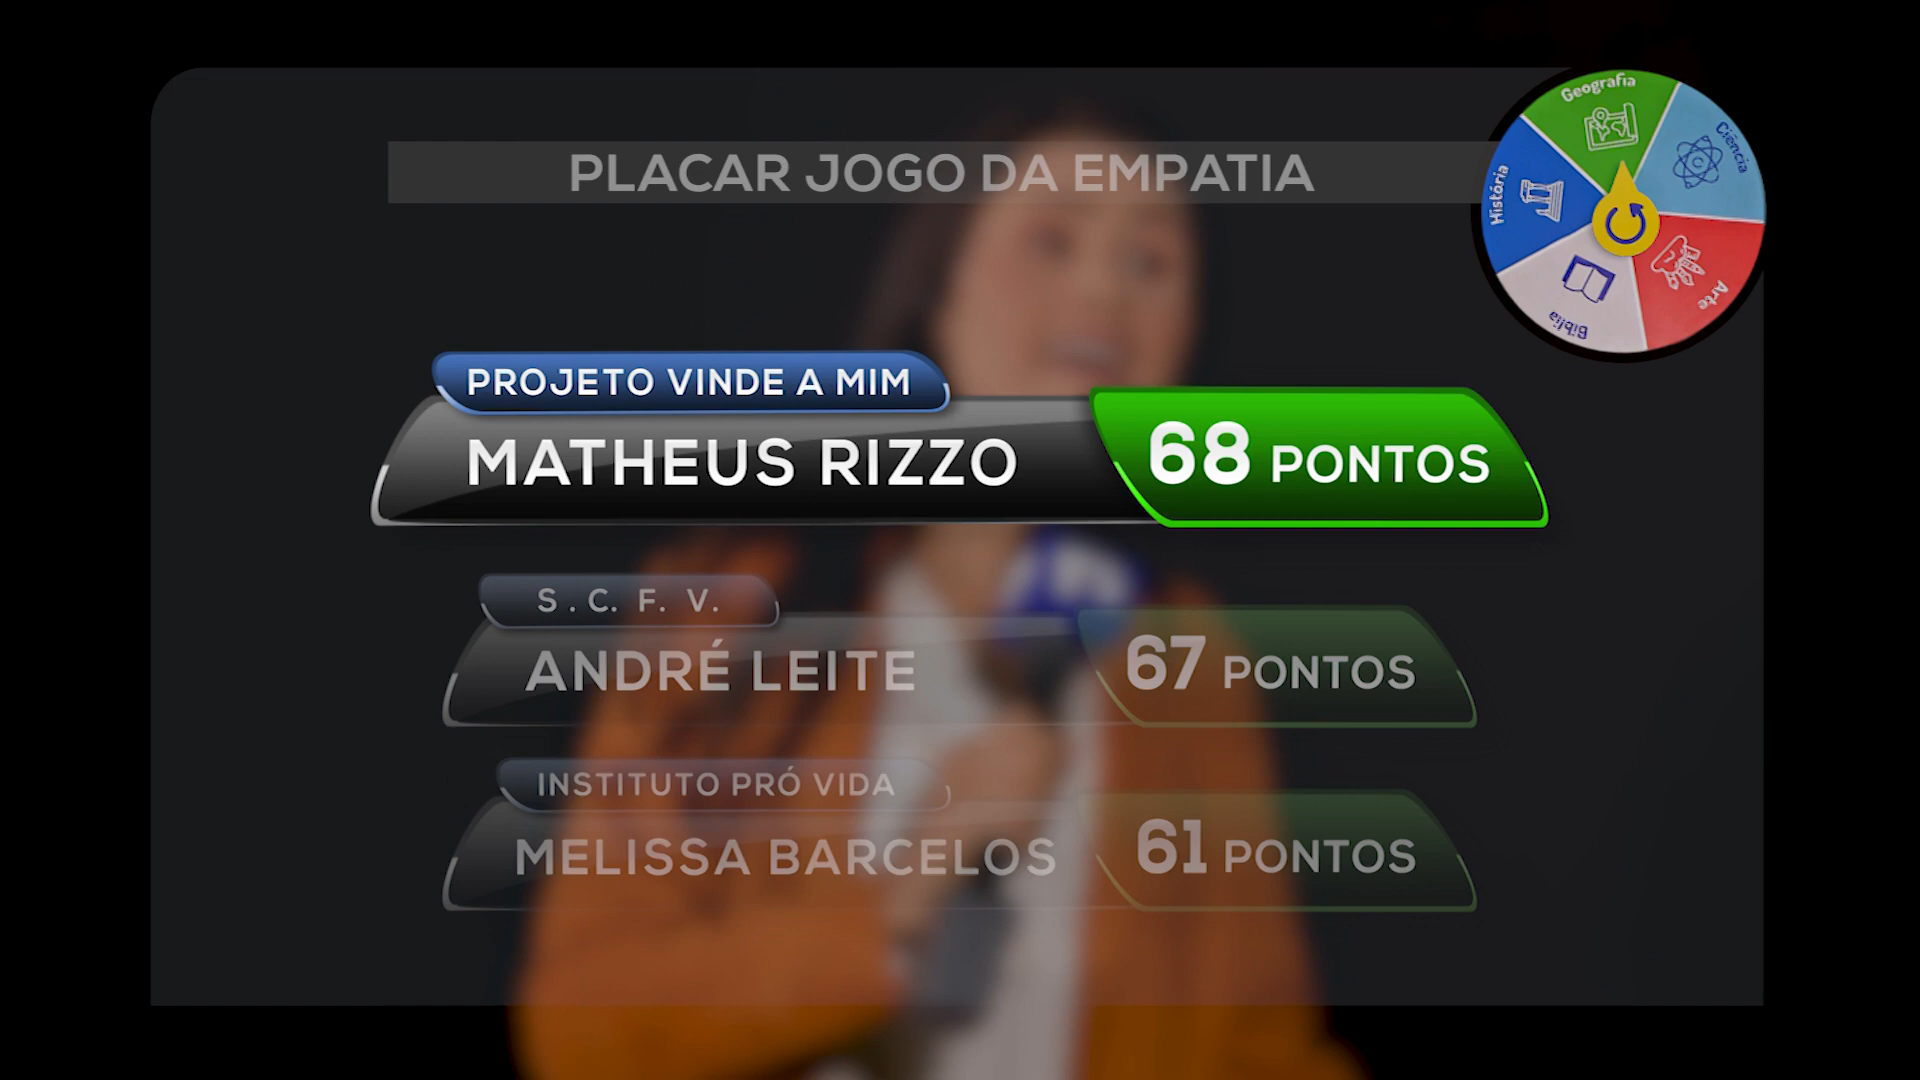 PLACAR JOGO DA EMPATIA
Geografia
Ciência
História
Arte
Bíblia
PROJETO VINDE A MIM
MATHEUS RIZZO
68 PONTOS
S . C. F. V.
ANDRÉ LEITE
67 PONTOS
INSTITUTO PRÓ VIDA
MELISSA BARCELOS
61 PONTOS